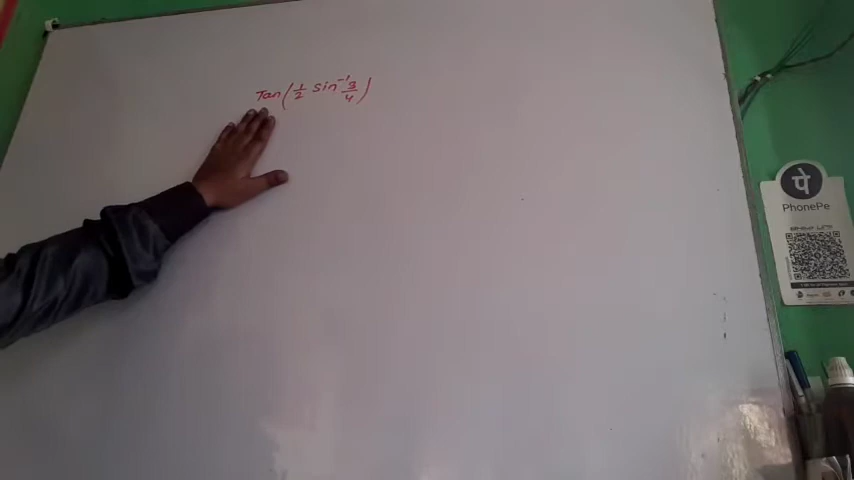 Tan(1/2 sin⁻¹ 3/4)
पे
PhonePe